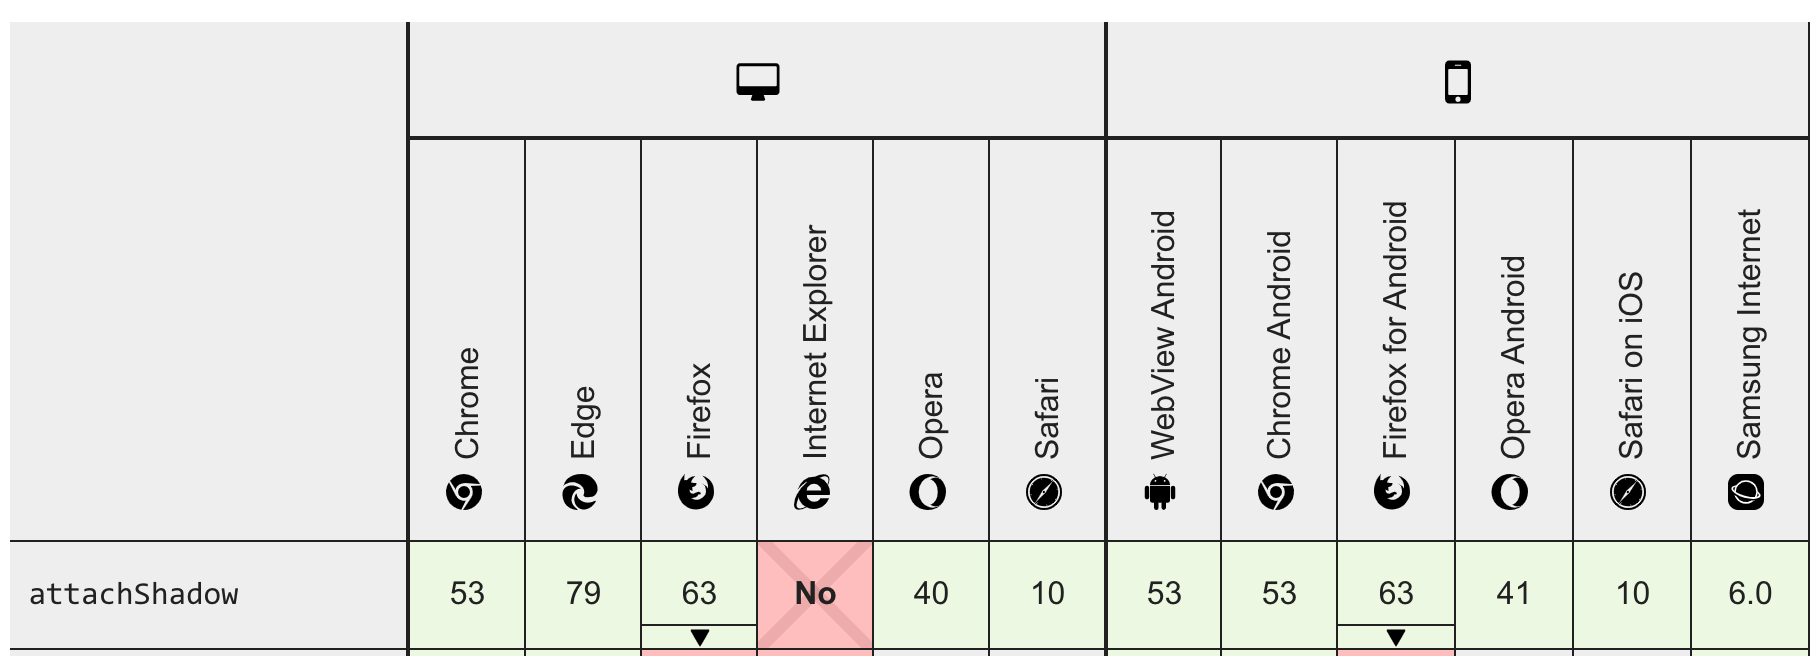 Chrome
Edge
Firefox
Internet Explorer
Opera
Safari
WebView Android
Chrome Android
Firefox for Android
Opera Android
Safari on iOS
Samsung Internet
attachShadow 53 79 63 No 40 10 53 53 63 41 10 6.0